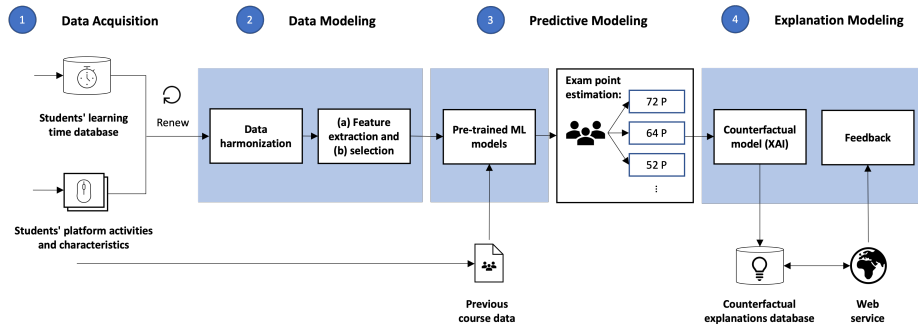 1 Data Acquisition
2 Data Modeling
3 Predictive Modeling
4 Explanation Modeling
Students' learning
time database
Renew
Students' platform activities
and characteristics
Data
harmonization
(a) Feature
extraction and
(b) selection
Pre-trained ML
models
Exam point
estimation:
72 P
64 P
52 P
⋮
Counterfactual
model (XAI)
Feedback
Previous
course data
Counterfactual
explanations database
Web
service